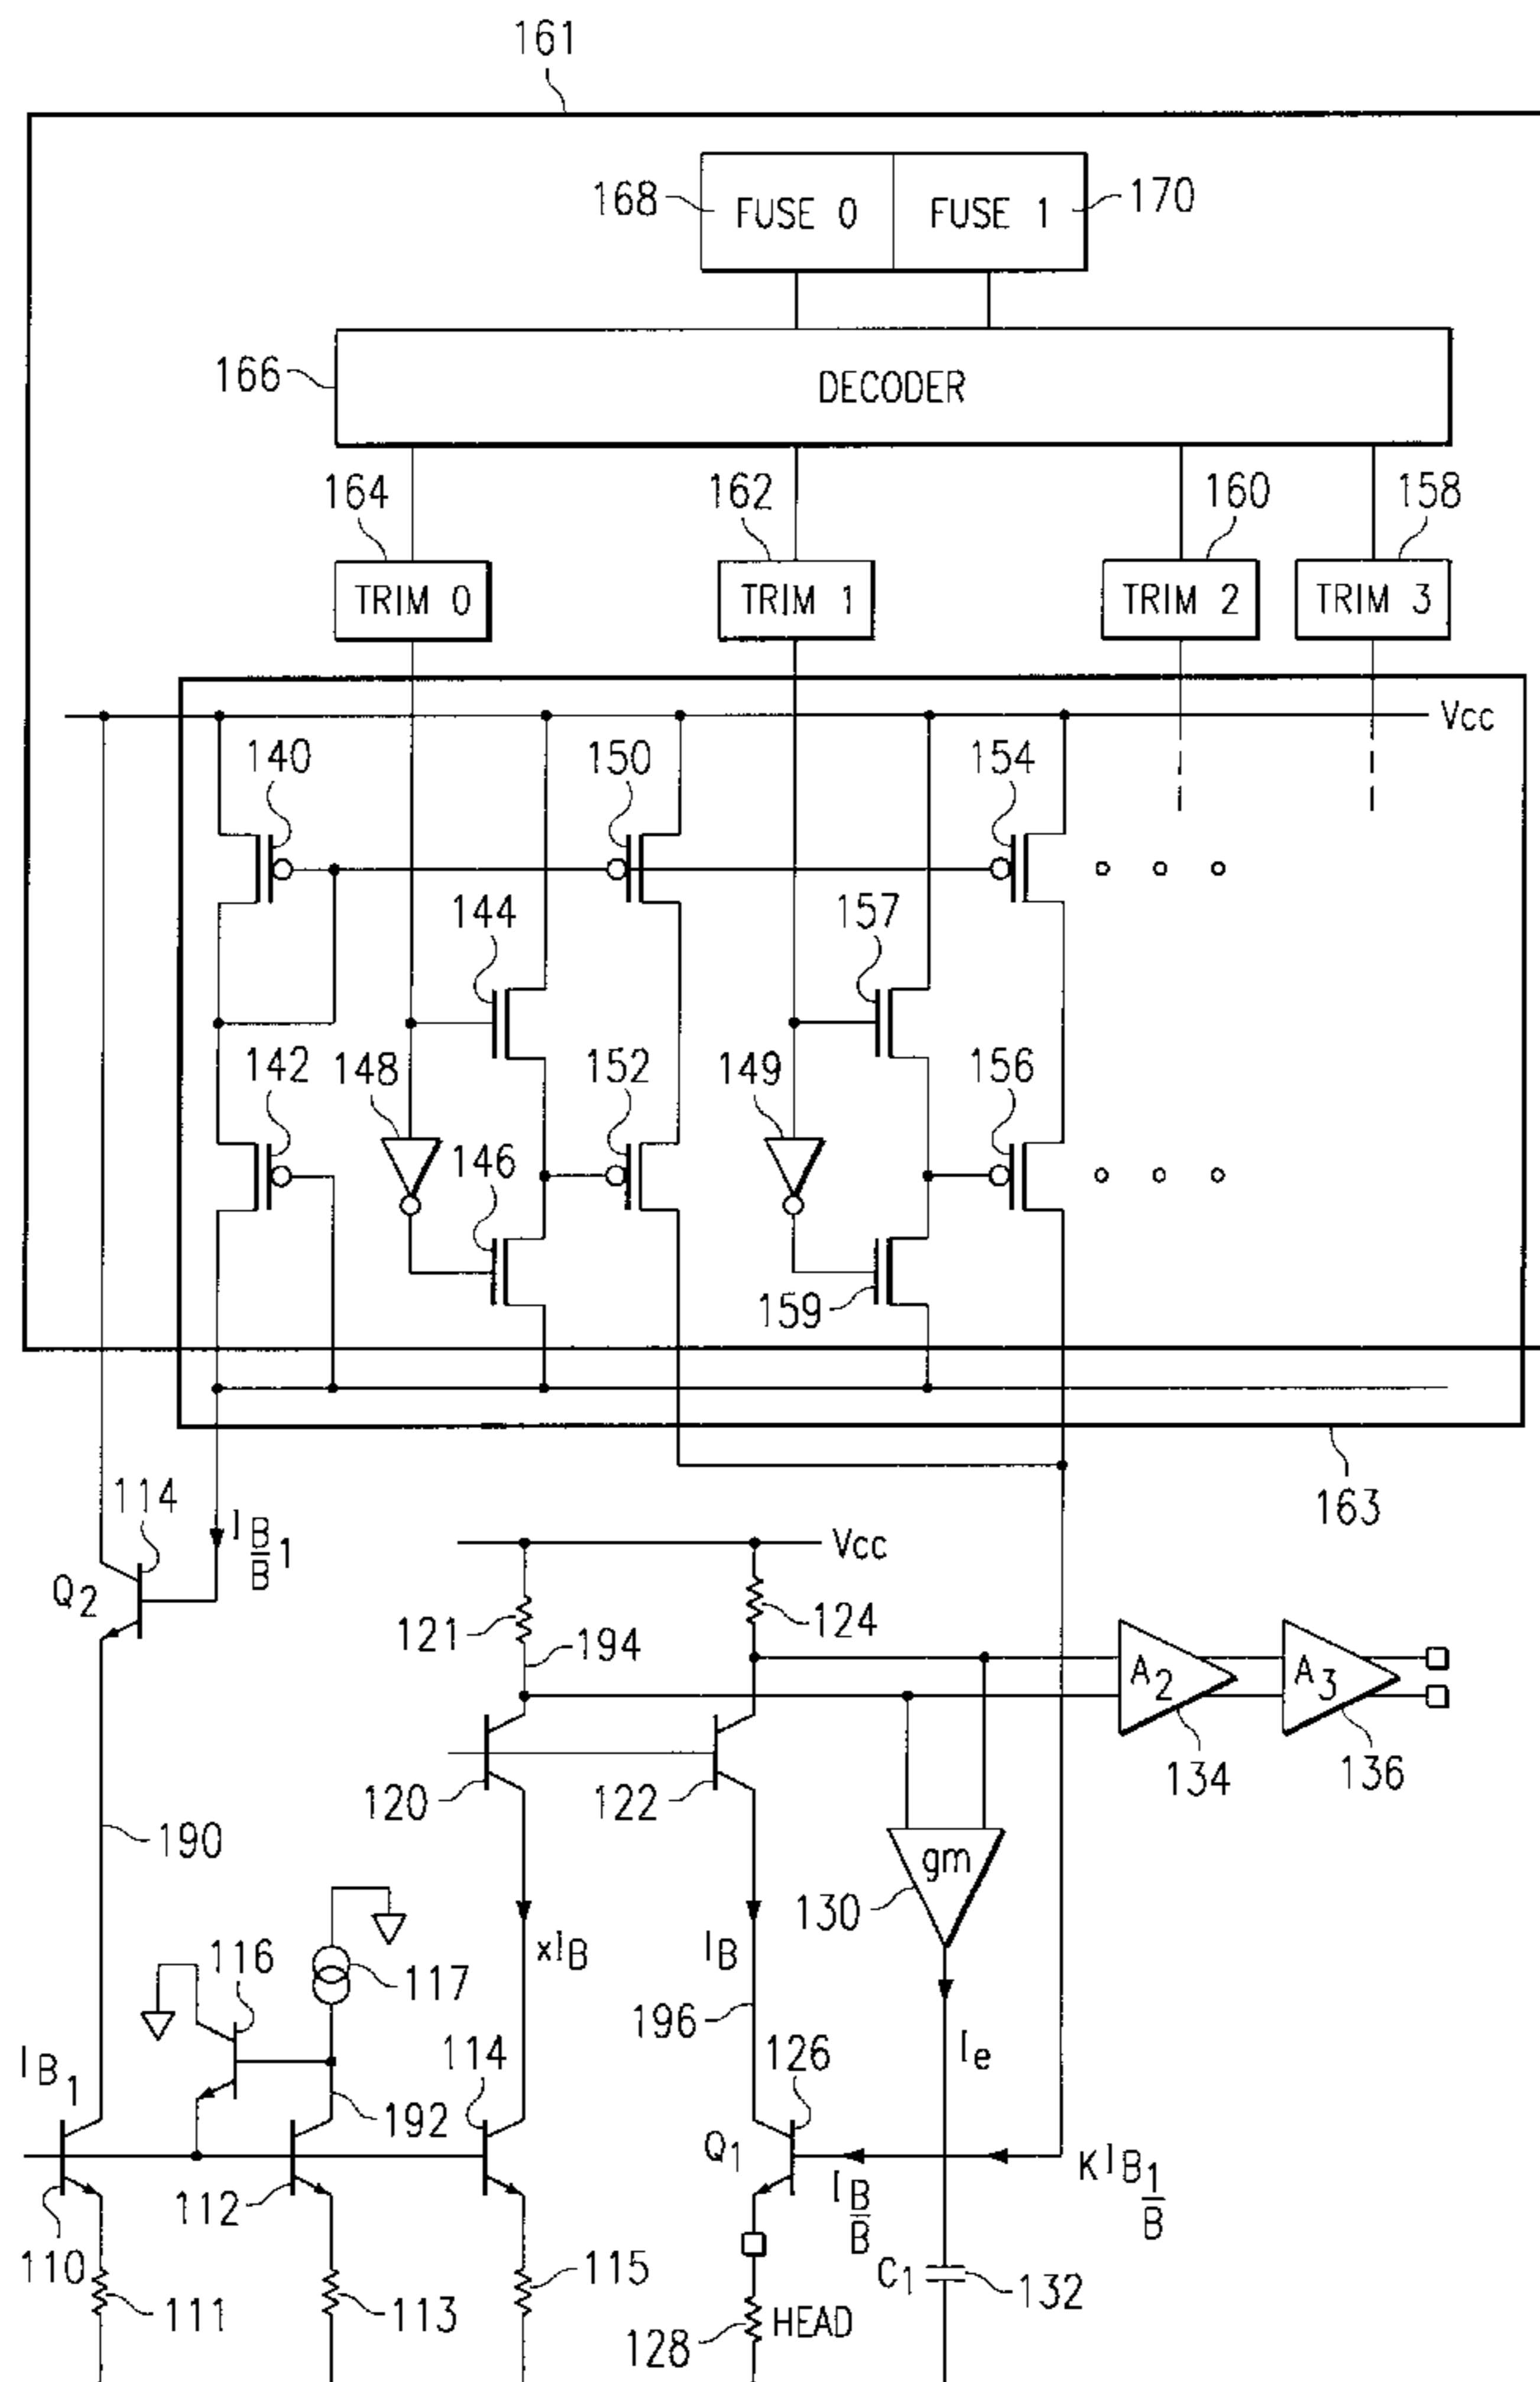 161
168 FUSE 0 FUSE 1 170
166 DECODER
164 162 160 158
TRIM 0 TRIM 1 TRIM 2 TRIM 3
Vcc
140 150 154
144 157
142 148 152 149 156
146
159
163
114
Q2
IB/B1
Vcc
121 194 124
A2 A3
134 136
120 122
gm
130
190
116 117
xIB IB
196
Ie
IB1
192 114 126
Q1
112
IB/B
KIB1/B
110 111 113 115
C1 132
128 HEAD